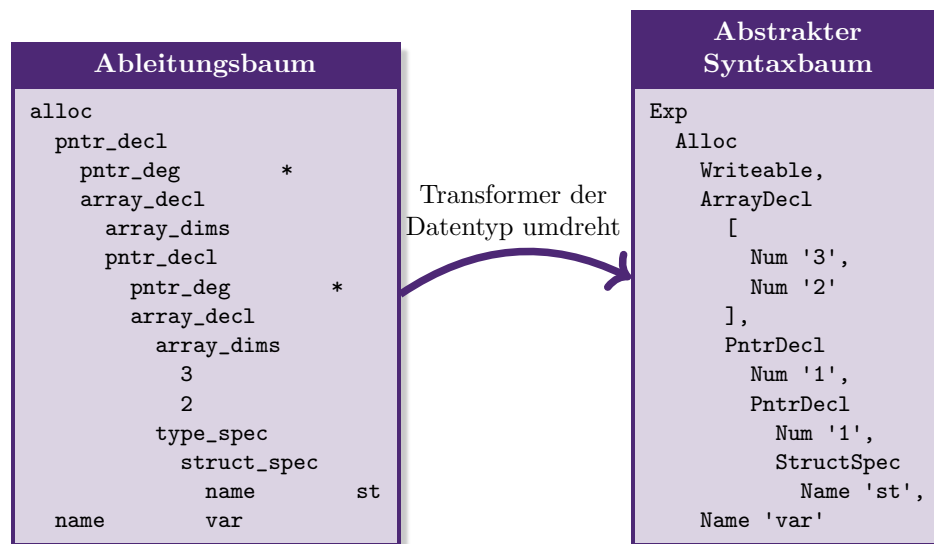 Ableitungsbaum
alloc
  pntr_decl
    pntr_deg        *
    array_decl
      array_dims
      pntr_decl
        pntr_deg        *
        array_decl
          array_dims
            3
            2
          type_spec
            struct_spec
              name        st
  name        var
Transformer der
Datentyp umdreht
Abstrakter
Syntaxbaum
Exp
  Alloc
    Writeable,
    ArrayDecl
      [
        Num '3',
        Num '2'
      ],
      PntrDecl
        Num '1',
        PntrDecl
          Num '1',
          StructSpec
            Name 'st',
    Name 'var'